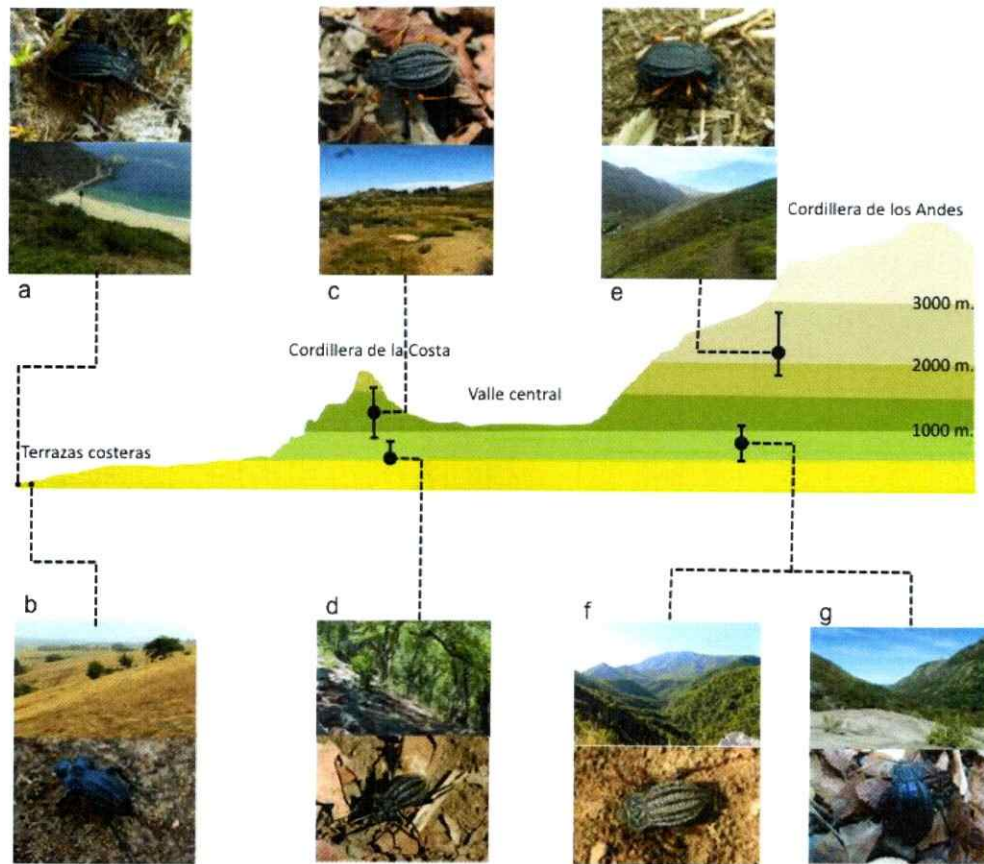 a
c
e
Cordillera de los Andes
3000 m.
Cordillera de la Costa
2000 m.
Valle central
1000 m.
Terrazas costeras
b
d
f
g